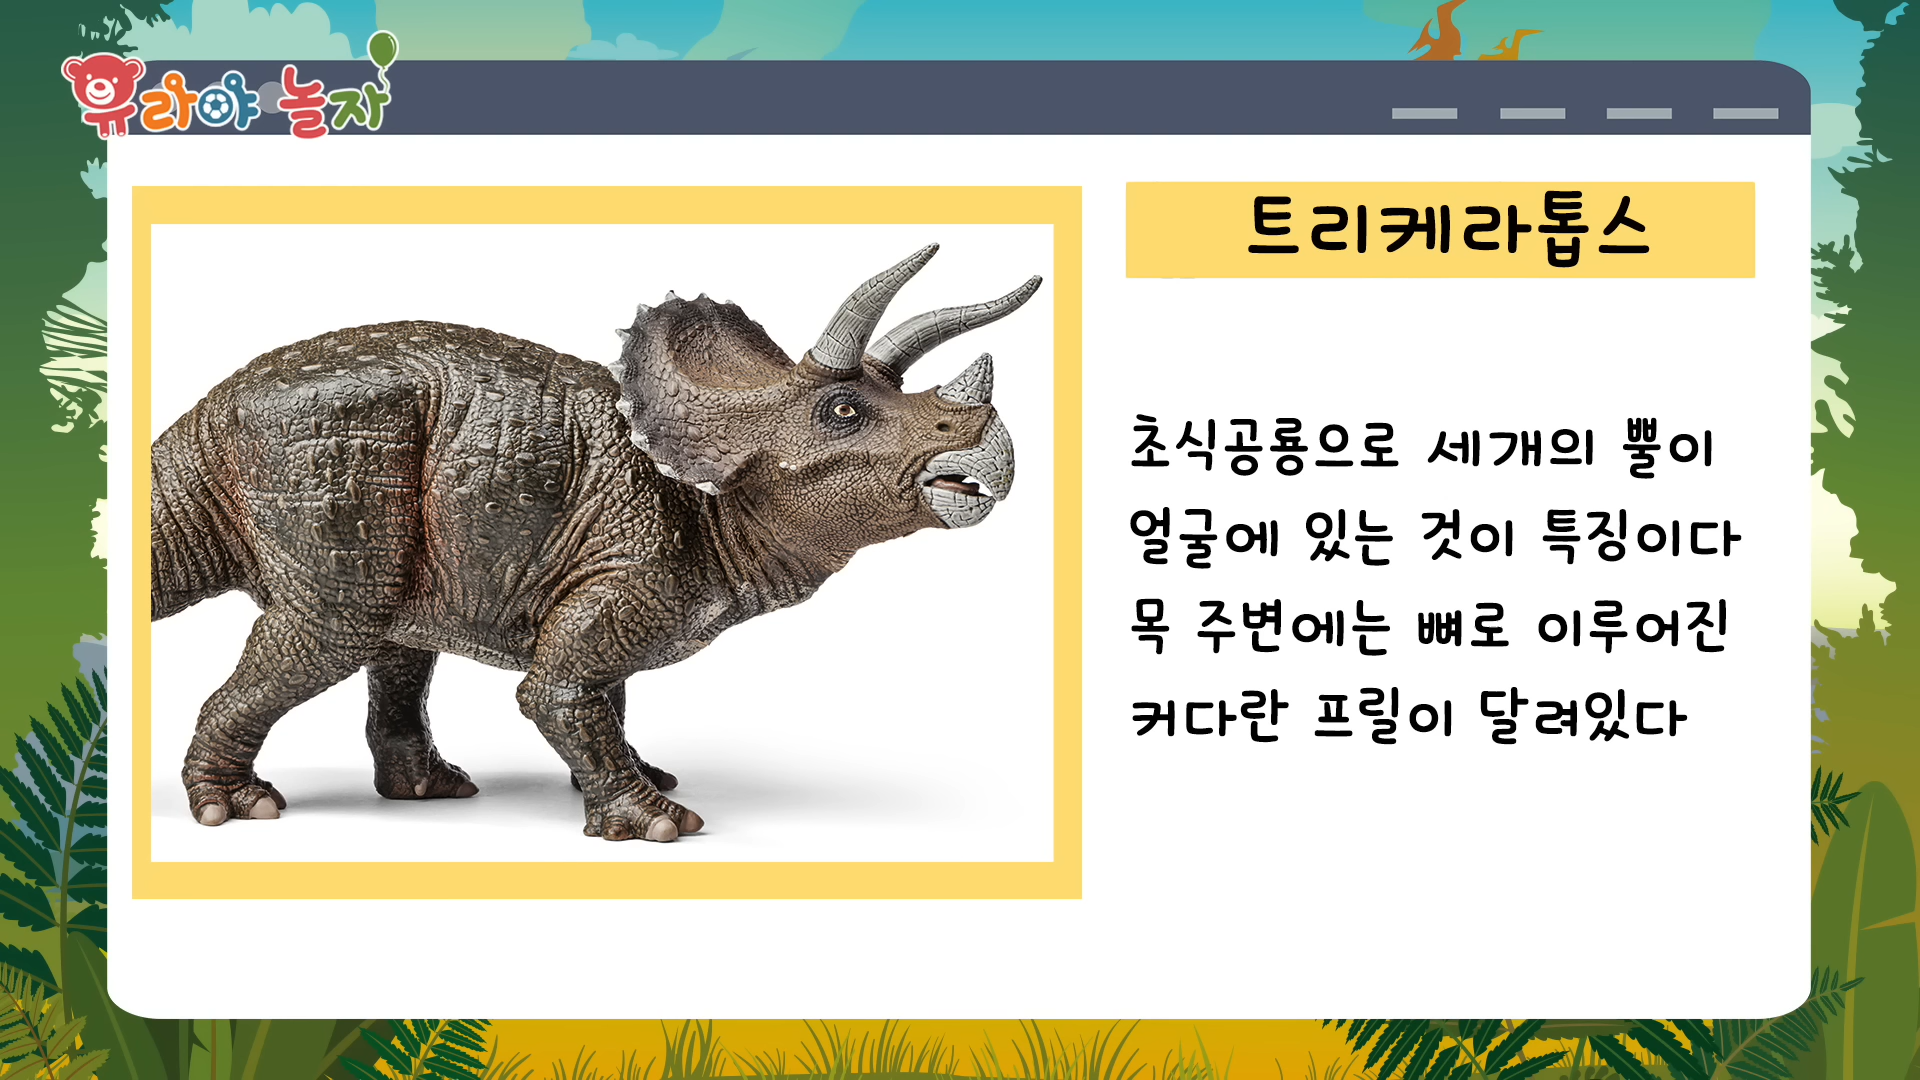 유라야 놀자
트리케라톱스
초식공룡으로 세개의 뿔이
얼굴에 있는 것이 특징이다
목 주변에는 뼈로 이루어진
커다란 프릴이 달려있다